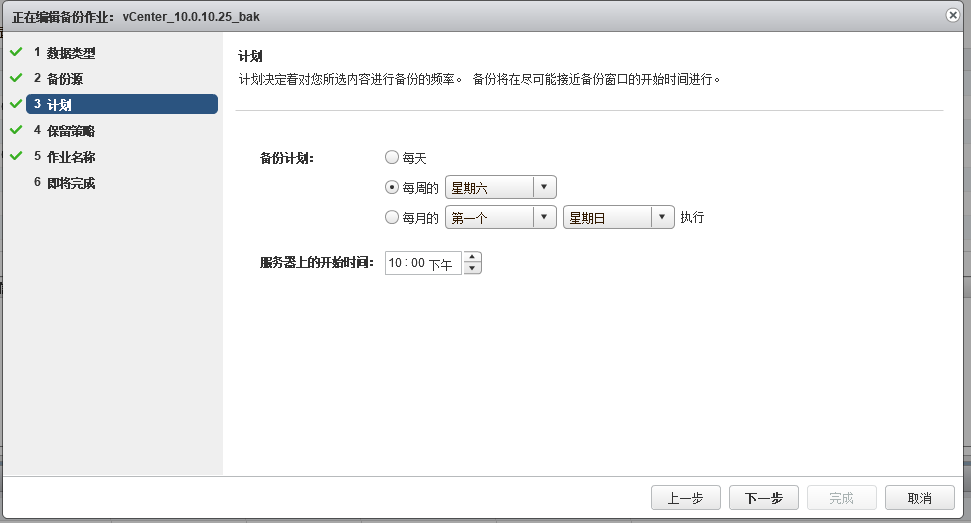 正在编辑备份作业: vCenter_10.0.10.25_bak
1 数据类型
2 备份源
3 计划
4 保留策略
5 作业名称
6 即将完成
计划
计划决定着对您所选内容进行备份的频率。 备份将在尽可能接近备份窗口的开始时间进行。
备份计划:
每天
每周的 星期六
每月的 第一个 星期日 执行
服务器上的开始时间: 10 : 00 下午
上一步 下一步 完成 取消